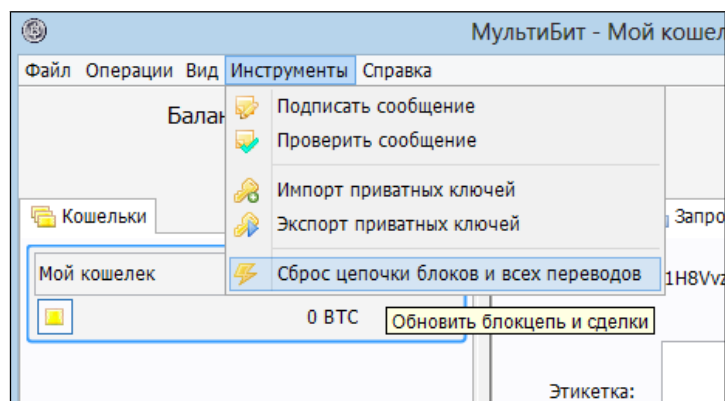 МультиБит - Мой кошел
Файл Операции Вид Инструменты Справка
Балан
Подписать сообщение
Проверить сообщение
Импорт приватных ключей
Экспорт приватных ключей
Сброс цепочки блоков и всех переводов
Обновить блокцепь и сделки
Кошельки
Запро
Мой кошелек
1H8Vvz
0 BTC
Этикетка: